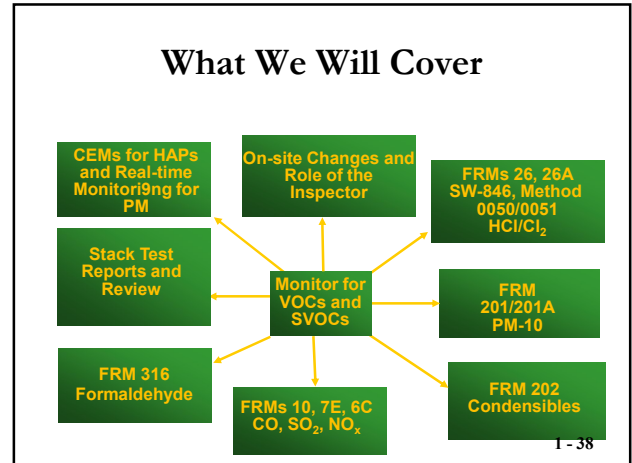 What We Will Cover
CEMs for HAPs
and Real-time
Monitori9ng for
PM
On-site Changes and
Role of the
Inspector
FRMs 26, 26A
SW-846, Method
0050/0051
HCl/Cl₂
Stack Test
Reports and
Review
Monitor for
VOCs and
SVOCs
FRM
201/201A
PM-10
FRM 316
Formaldehyde
FRMs 10, 7E, 6C
CO, SO₂, NOₓ
FRM 202
Condensibles
1 - 38